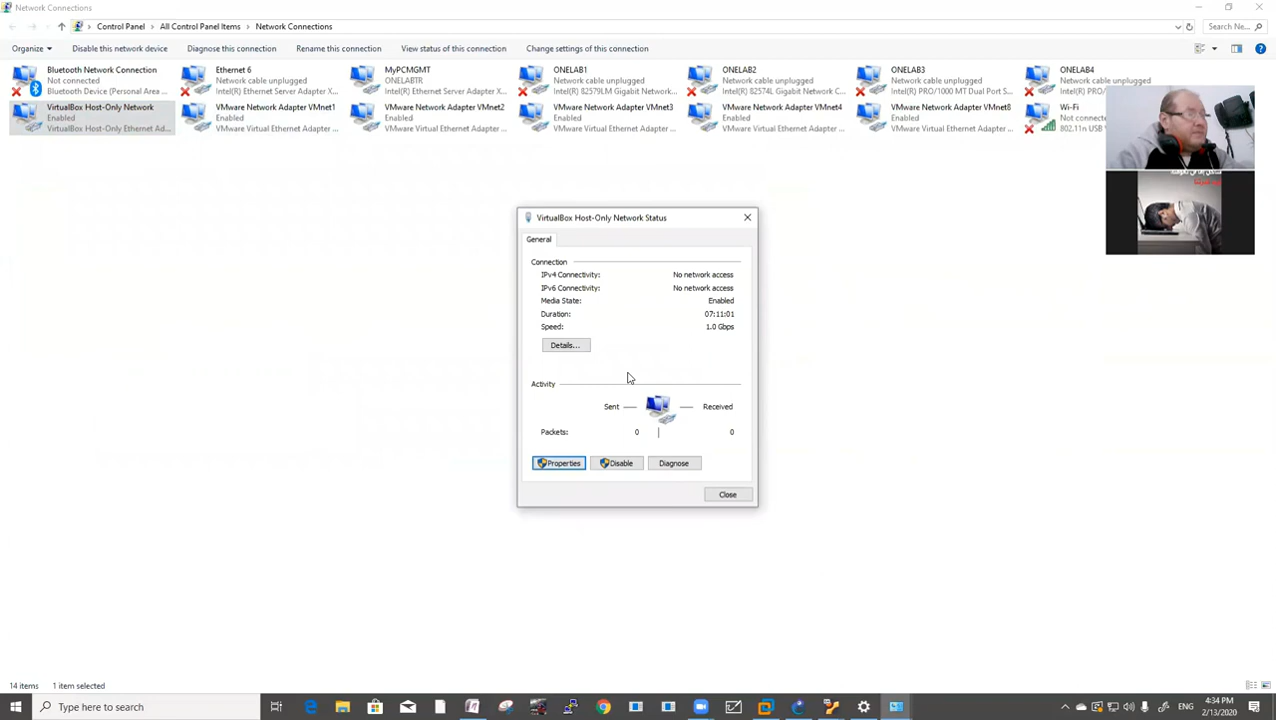 Network Connections
Control Panel > All Control Panel Items > Network Connections
Search Ne...
Organize
Disable this network device
Diagnose this connection
Rename this connection
View status of this connection
Change settings of this connection
Bluetooth Network Connection
Not connected
Bluetooth Device (Personal Area ...
Ethernet 6
Network cable unplugged
Intel(R) Ethernet Server Adapter X...
MyPCMGMT
ONELABTR
Intel(R) Ethernet Server Adapter X...
ONELAB1
Network cable unplugged
Intel(R) 82579LM Gigabit Network...
ONELAB2
Network cable unplugged
Intel(R) 82574L Gigabit Network C...
ONELAB3
Network cable unplugged
Intel(R) PRO/1000 MT Dual Port S...
ONELAB4
Network cable unplugged
VirtualBox Host-Only Network
Enabled
VirtualBox Host-Only Ethernet Ad...
VMware Network Adapter VMnet1
Enabled
VMware Virtual Ethernet Adapter ...
VMware Network Adapter VMnet2
Enabled
VMware Virtual Ethernet Adapter ...
VMware Network Adapter VMnet3
Enabled
VMware Virtual Ethernet Adapter ...
VMware Network Adapter VMnet4
Enabled
VMware Virtual Ethernet Adapter ...
VMware Network Adapter VMnet8
Enabled
VMware Virtual Ethernet Adapter ...
Wi-Fi
Not conne
802.11n USB
VirtualBox Host-Only Network Status
General
Connection
IPv4 Connectivity: No network access
IPv6 Connectivity: No network access
Media State: Enabled
Duration: 07:11:01
Speed: 1.0 Gbps
Details...
Activity
Sent
Received
Packets: 0 0
Properties
Disable
Diagnose
Close
14 items
1 item selected
Type here to search
ENG
4:34 PM
2/13/2020